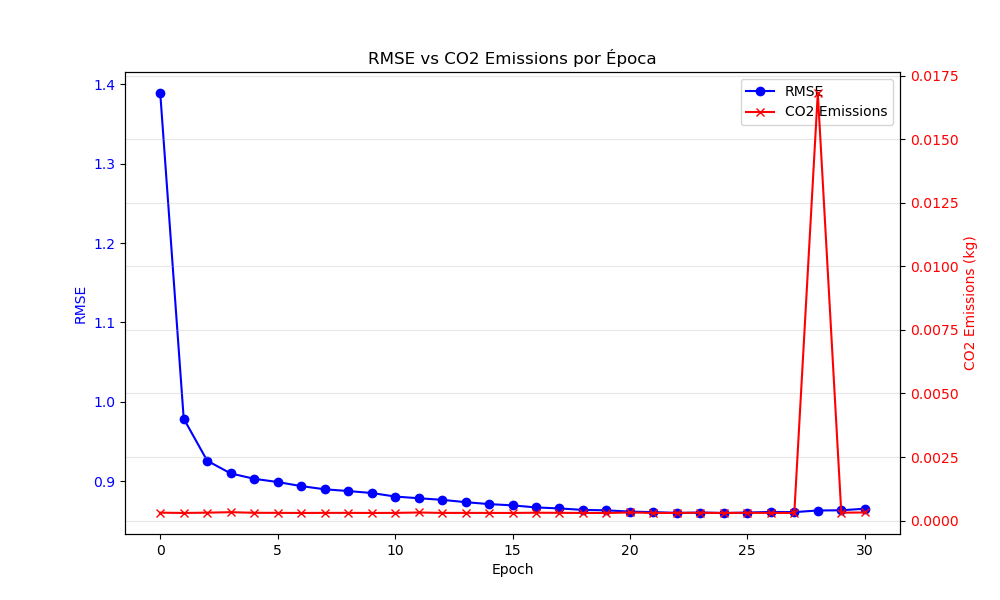 RMSE vs CO2 Emissions por Época
1.4
1.3
1.2
1.1
1.0
0.9
RMSE
0.0175
0.0150
0.0125
0.0100
0.0075
0.0050
0.0025
0.0000
CO2 Emissions (kg)
RMSE
CO2 Emissions
0 5 10 15 20 25 30
Epoch